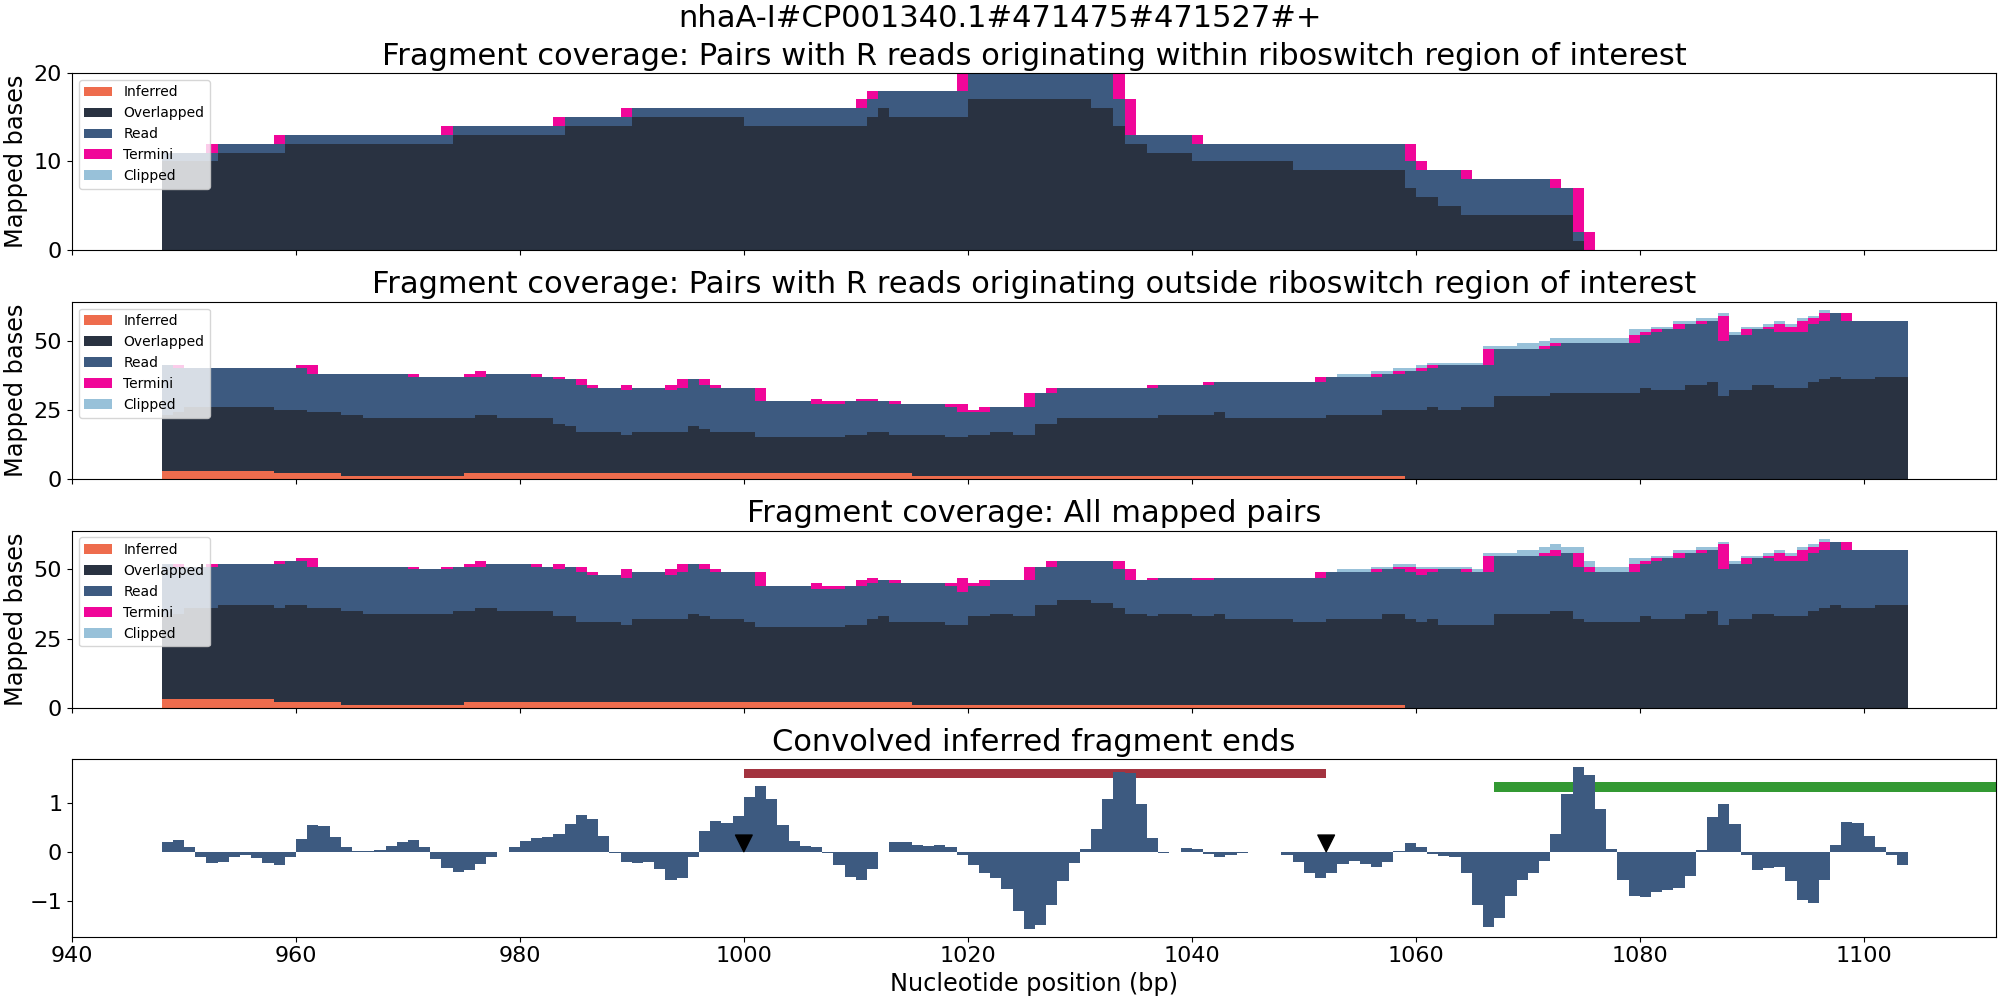 nhaA-I#CP001340.1#471475#471527#+
Fragment coverage: Pairs with R reads originating within riboswitch region of interest
Mapped bases
20
10
0
Inferred
Overlapped
Read
Termini
Clipped
Fragment coverage: Pairs with R reads originating outside riboswitch region of interest
Mapped bases
50
25
0
Inferred
Overlapped
Read
Termini
Clipped
Fragment coverage: All mapped pairs
Mapped bases
50
25
0
Inferred
Overlapped
Read
Termini
Clipped
Convolved inferred fragment ends
1
0
−1
940 960 980 1000 1020 1040 1060 1080 1100
Nucleotide position (bp)